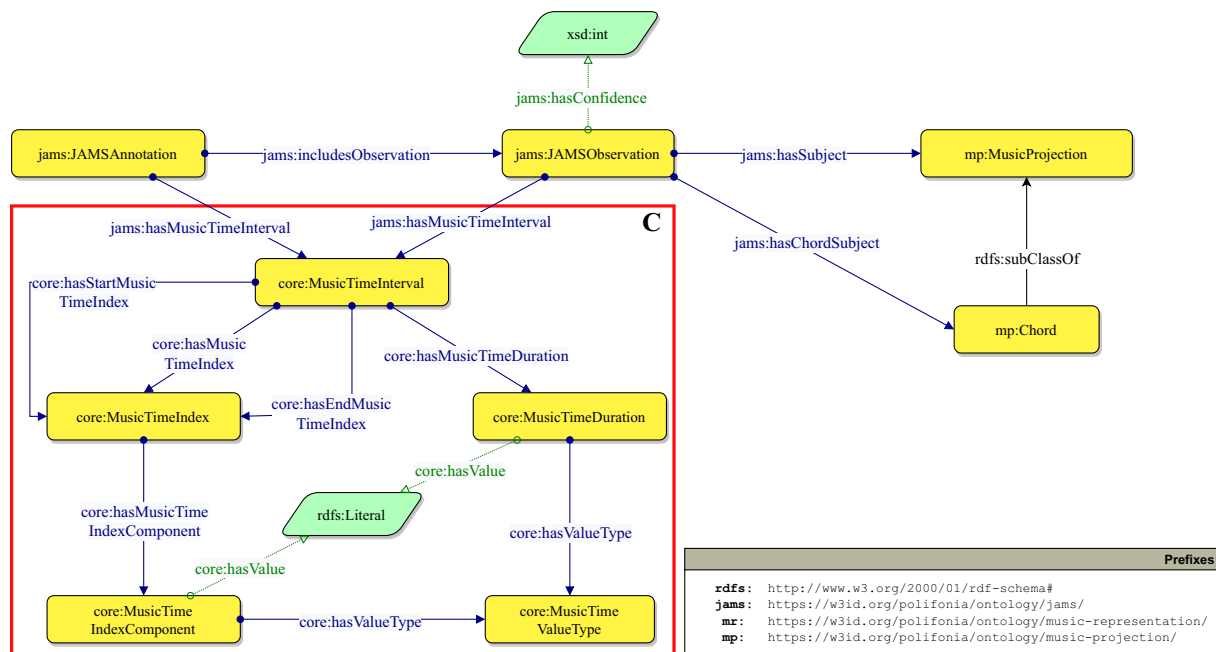 xsd:int
jams:hasConfidence
jams:JAMSAnnotation
jams:includesObservation
jams:JAMSObservation
jams:hasSubject
mp:MusicProjection
C
jams:hasMusicTimeInterval
jams:hasMusicTimeInterval
jams:hasChordSubject
rdfs:subClassOf
core:MusicTimeInterval
core:hasStartMusic
TimeIndex
mp:Chord
core:hasMusic
TimeIndex
core:hasMusicTimeDuration
core:hasEndMusic
TimeIndex
core:MusicTimeIndex
core:MusicTimeDuration
core:hasValue
core:hasMusicTime
IndexComponent
rdfs:Literal
core:hasValueType
core:hasValue
core:MusicTime
IndexComponent
core:hasValueType
core:MusicTime
ValueType
Prefixes
rdfs: http://www.w3.org/2000/01/rdf-schema#
jams: https://w3id.org/polifonia/ontology/jams/
mr: https://w3id.org/polifonia/ontology/music-representation/
mp: https://w3id.org/polifonia/ontology/music-projection/